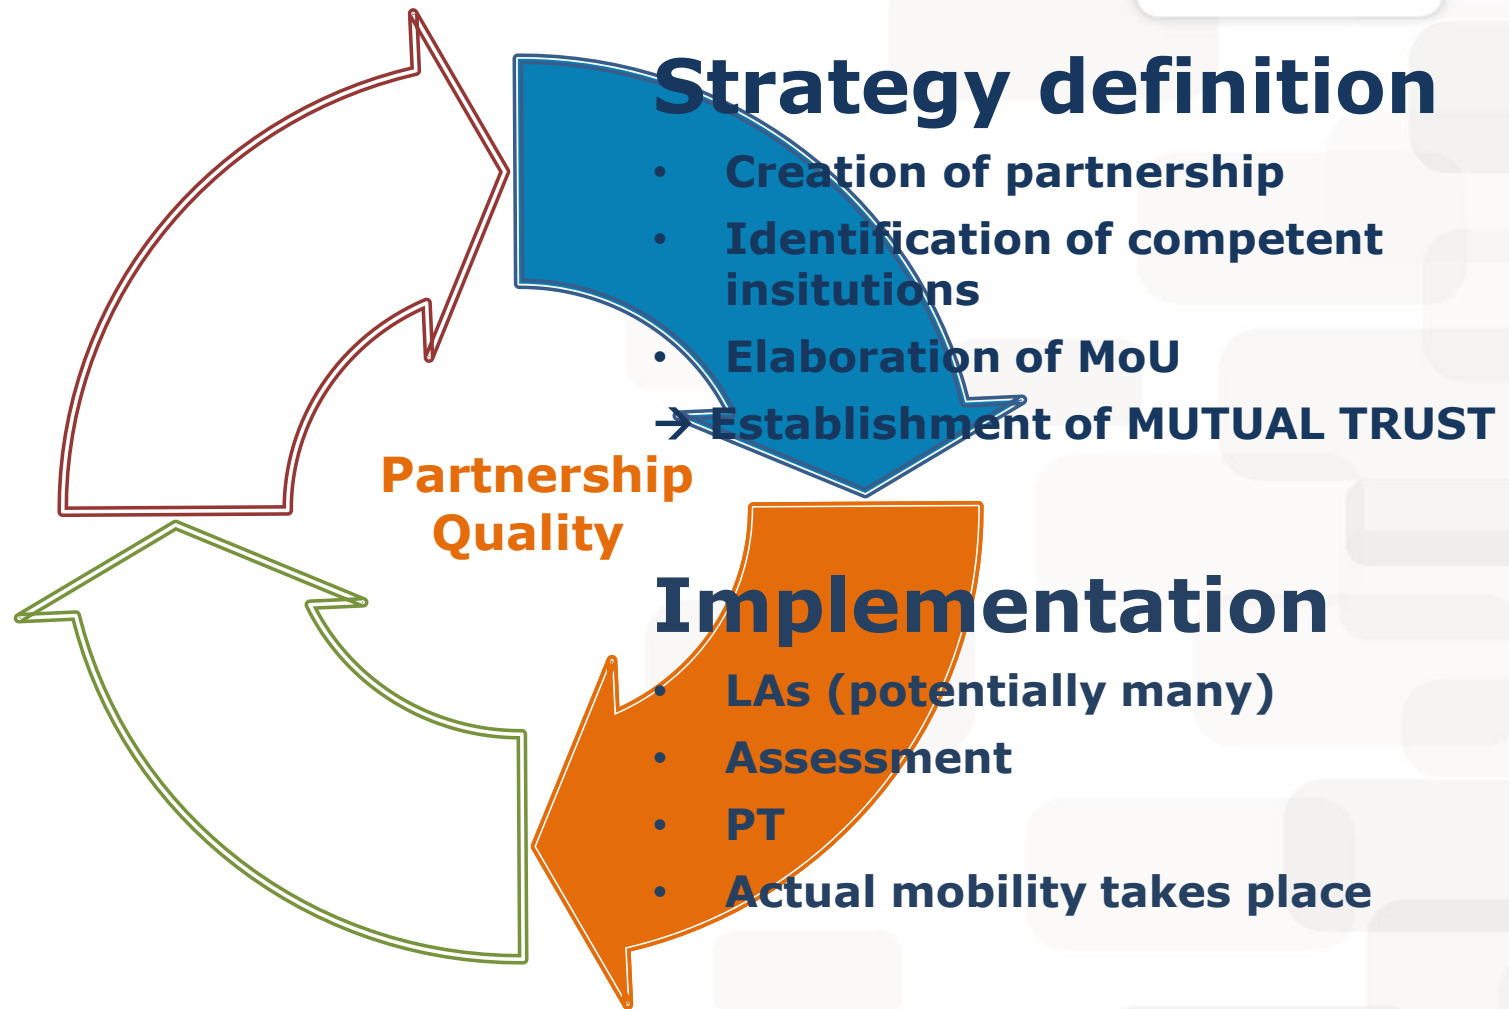 Strategy definition
• Creation of partnership
• Identification of competent
insitutions
• Elaboration of MoU
→ Establishment of MUTUAL TRUST
Partnership
Quality
Implementation
• LAs (potentially many)
• Assessment
• PT
• Actual mobility takes place